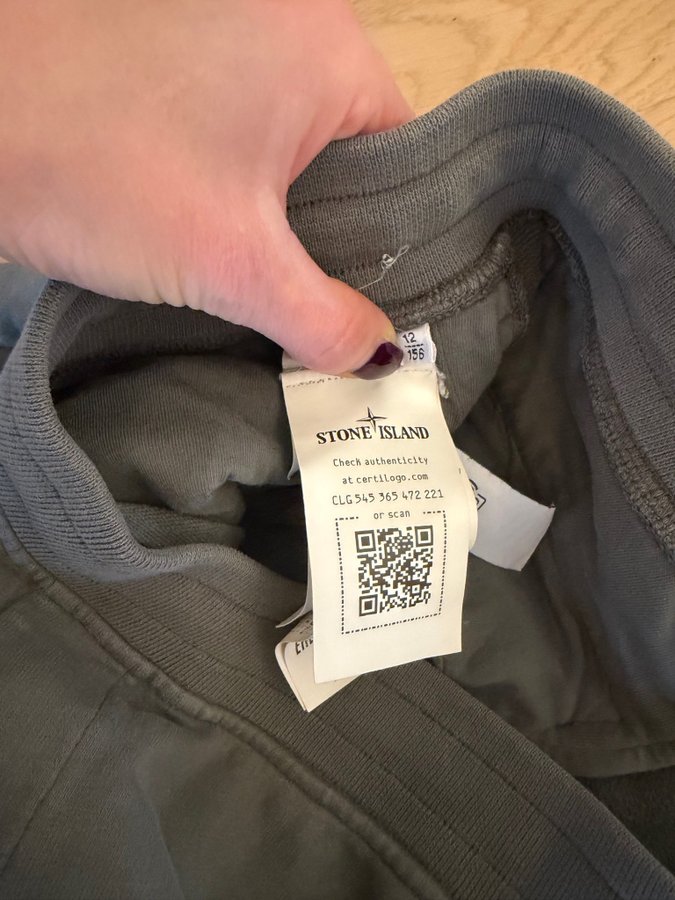 12
156
STONE ISLAND
Check authenticity
at certilogo.com
CLG 545 365 472 221
or scan